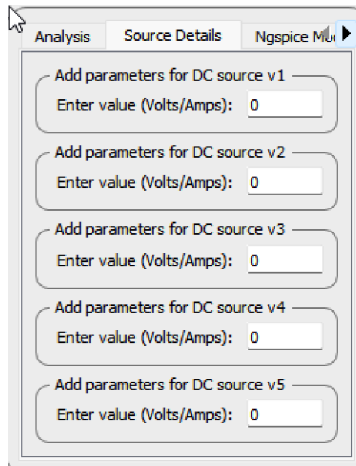 Analysis Source Details Ngspice
Add parameters for DC source v1
Enter value (Volts/Amps): 0
Add parameters for DC source v2
Enter value (Volts/Amps): 0
Add parameters for DC source v3
Enter value (Volts/Amps): 0
Add parameters for DC source v4
Enter value (Volts/Amps): 0
Add parameters for DC source v5
Enter value (Volts/Amps): 0